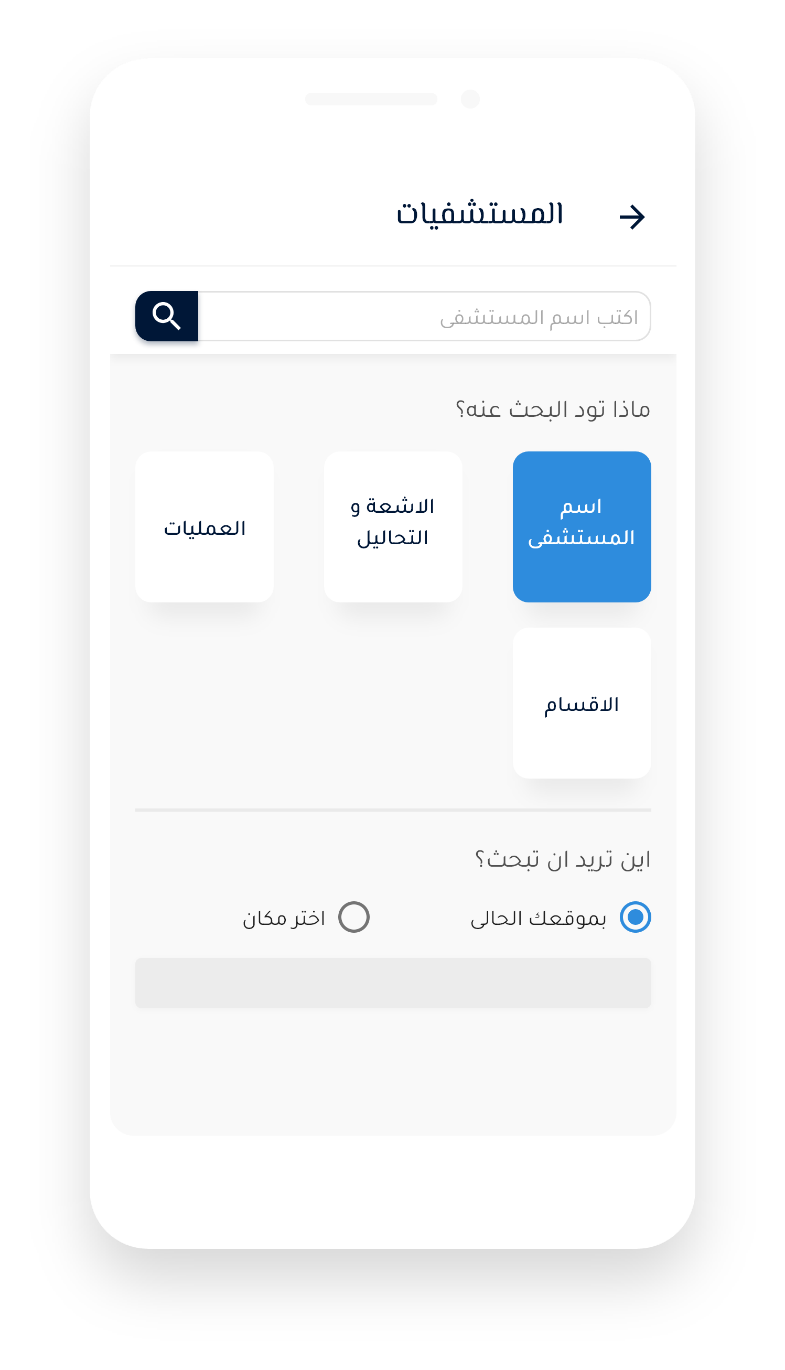 المستشفيات
اكتب اسم المستشفى
ماذا تود البحث عنه؟
اسم
المستشفى
الاشعة و
التحاليل
العمليات
الاقسام
اين تريد ان تبحث؟
بموقعك الحالى
اختر مكان